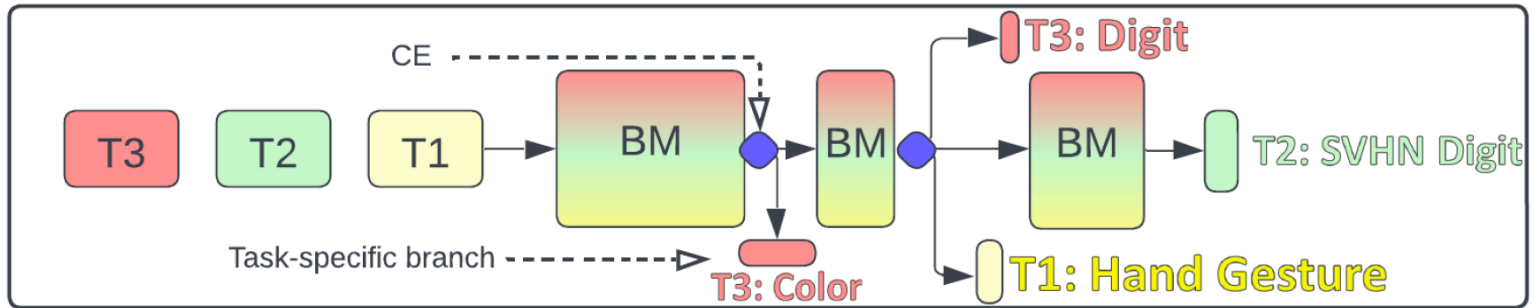 CE
T3: Digit
T3
T2
T1
BM
BM
BM
T2: SVHN Digit
Task-specific branch
T3: Color
T1: Hand Gesture